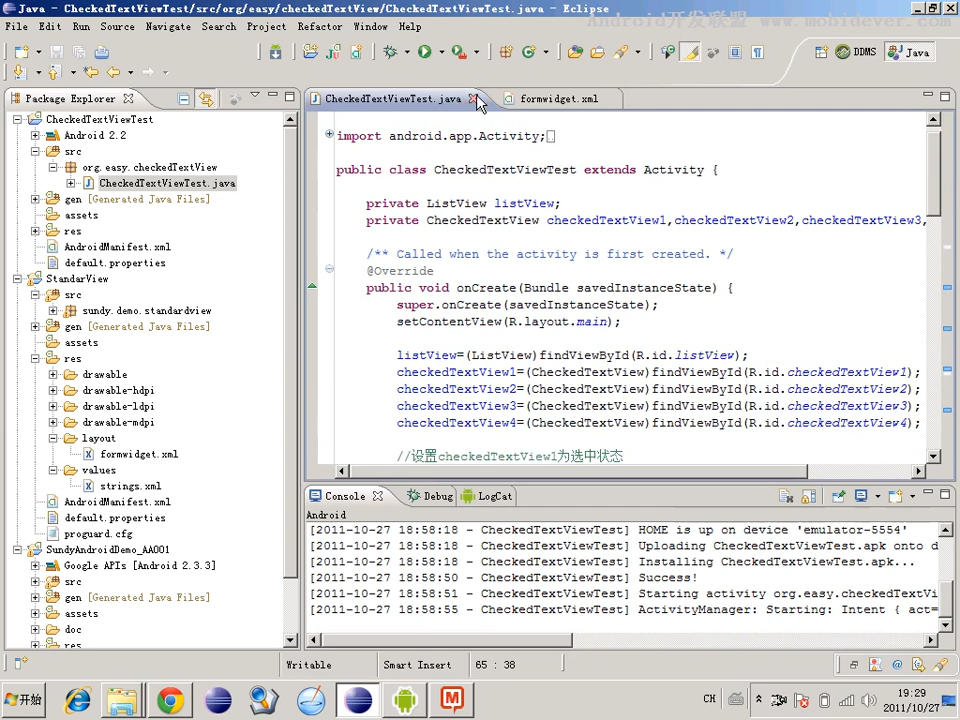 Java - CheckedTextViewTest/src/org/easy/checkedTextView/CheckedTextViewTest.java - Eclipse
Android开发联盟 www.mobidever.com
File Edit Run Source Navigate Search Project Refactor Window Help
DDMS Java
Package Explorer
CheckedTextViewTest
Android 2.2
src
org.easy.checkedTextView
CheckedTextViewTest.java
gen [Generated Java Files]
assets
res
AndroidManifest.xml
default.properties
StandarView
src
sundy.demo.standardview
gen [Generated Java Files]
assets
res
drawable
drawable-hdpi
drawable-ldpi
drawable-mdpi
layout
formwidget.xml
values
strings.xml
AndroidManifest.xml
default.properties
proguard.cfg
SundyAndroidDemo_AA001
Google APIs [Android 2.3.3]
src
gen [Generated Java Files]
assets
doc
res
CheckedTextViewTest.java formwidget.xml
import android.app.Activity;
public class CheckedTextViewTest extends Activity {
private ListView listView;
private CheckedTextView checkedTextView1,checkedTextView2,checkedTextView3,
/** Called when the activity is first created. */
@Override
public void onCreate(Bundle savedInstanceState) {
super.onCreate(savedInstanceState);
setContentView(R.layout.main);
listView=(ListView)findViewById(R.id.listView);
checkedTextView1=(CheckedTextView)findViewById(R.id.checkedTextView1);
checkedTextView2=(CheckedTextView)findViewById(R.id.checkedTextView2);
checkedTextView3=(CheckedTextView)findViewById(R.id.checkedTextView3);
checkedTextView4=(CheckedTextView)findViewById(R.id.checkedTextView4);
//设置checkedTextView1为选中状态
Console Debug LogCat
Android
[2011-10-27 18:58:18 - CheckedTextViewTest] HOME is up on device 'emulator-5554'
[2011-10-27 18:58:18 - CheckedTextViewTest] Uploading CheckedTextViewTest.apk onto d
[2011-10-27 18:58:18 - CheckedTextViewTest] Installing CheckedTextViewTest.apk...
[2011-10-27 18:58:50 - CheckedTextViewTest] Success!
[2011-10-27 18:58:51 - CheckedTextViewTest] Starting activity org.easy.checkedTextVi
[2011-10-27 18:58:55 - CheckedTextViewTest] ActivityManager: Starting: Intent { act=
Writable Smart Insert 65 : 38
开始
CH
19:29
2011/10/27